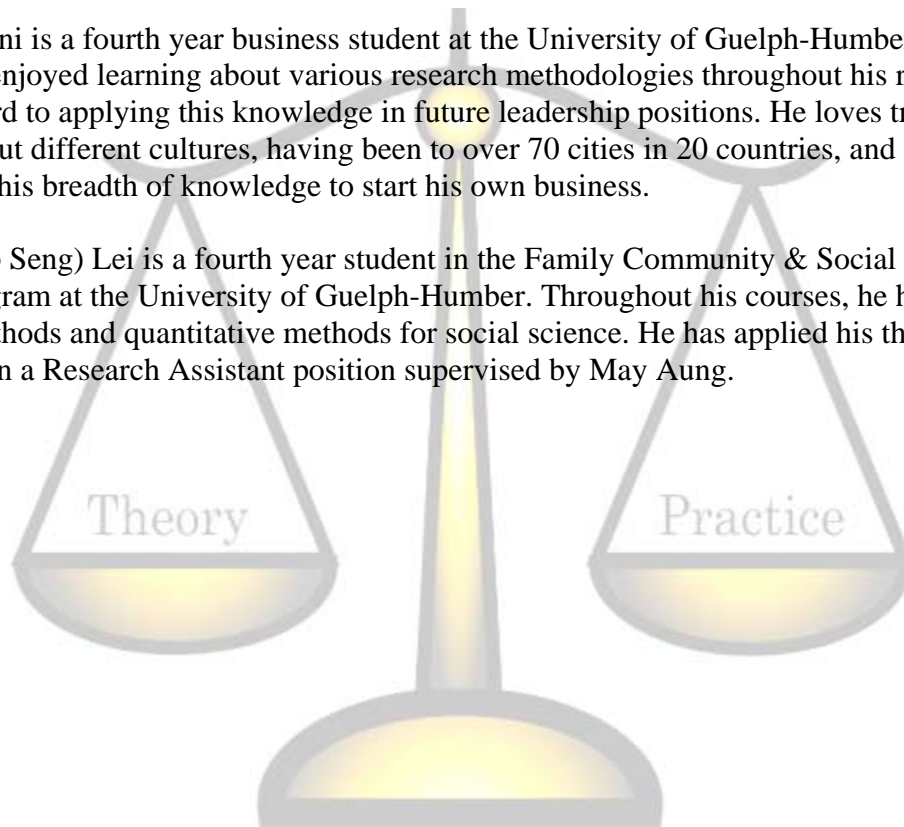 ni is a fourth year business student at the University of Guelph-Humbe
enjoyed learning about various research methodologies throughout his r
rd to applying this knowledge in future leadership positions. He loves tr
ut different cultures, having been to over 70 cities in 20 countries, and
his breadth of knowledge to start his own business.
Seng) Lei is a fourth year student in the Family Community & Social
gram at the University of Guelph-Humber. Throughout his courses, he h
thods and quantitative methods for social science. He has applied his th
n a Research Assistant position supervised by May Aung.
Theory
Practice